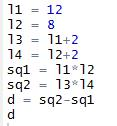 l1 = 12
l2 = 8
l3 = l1+2
l4 = l2+2
sq1 = l1*l2
sq2 = l3*l4
d = sq2-sq1
d